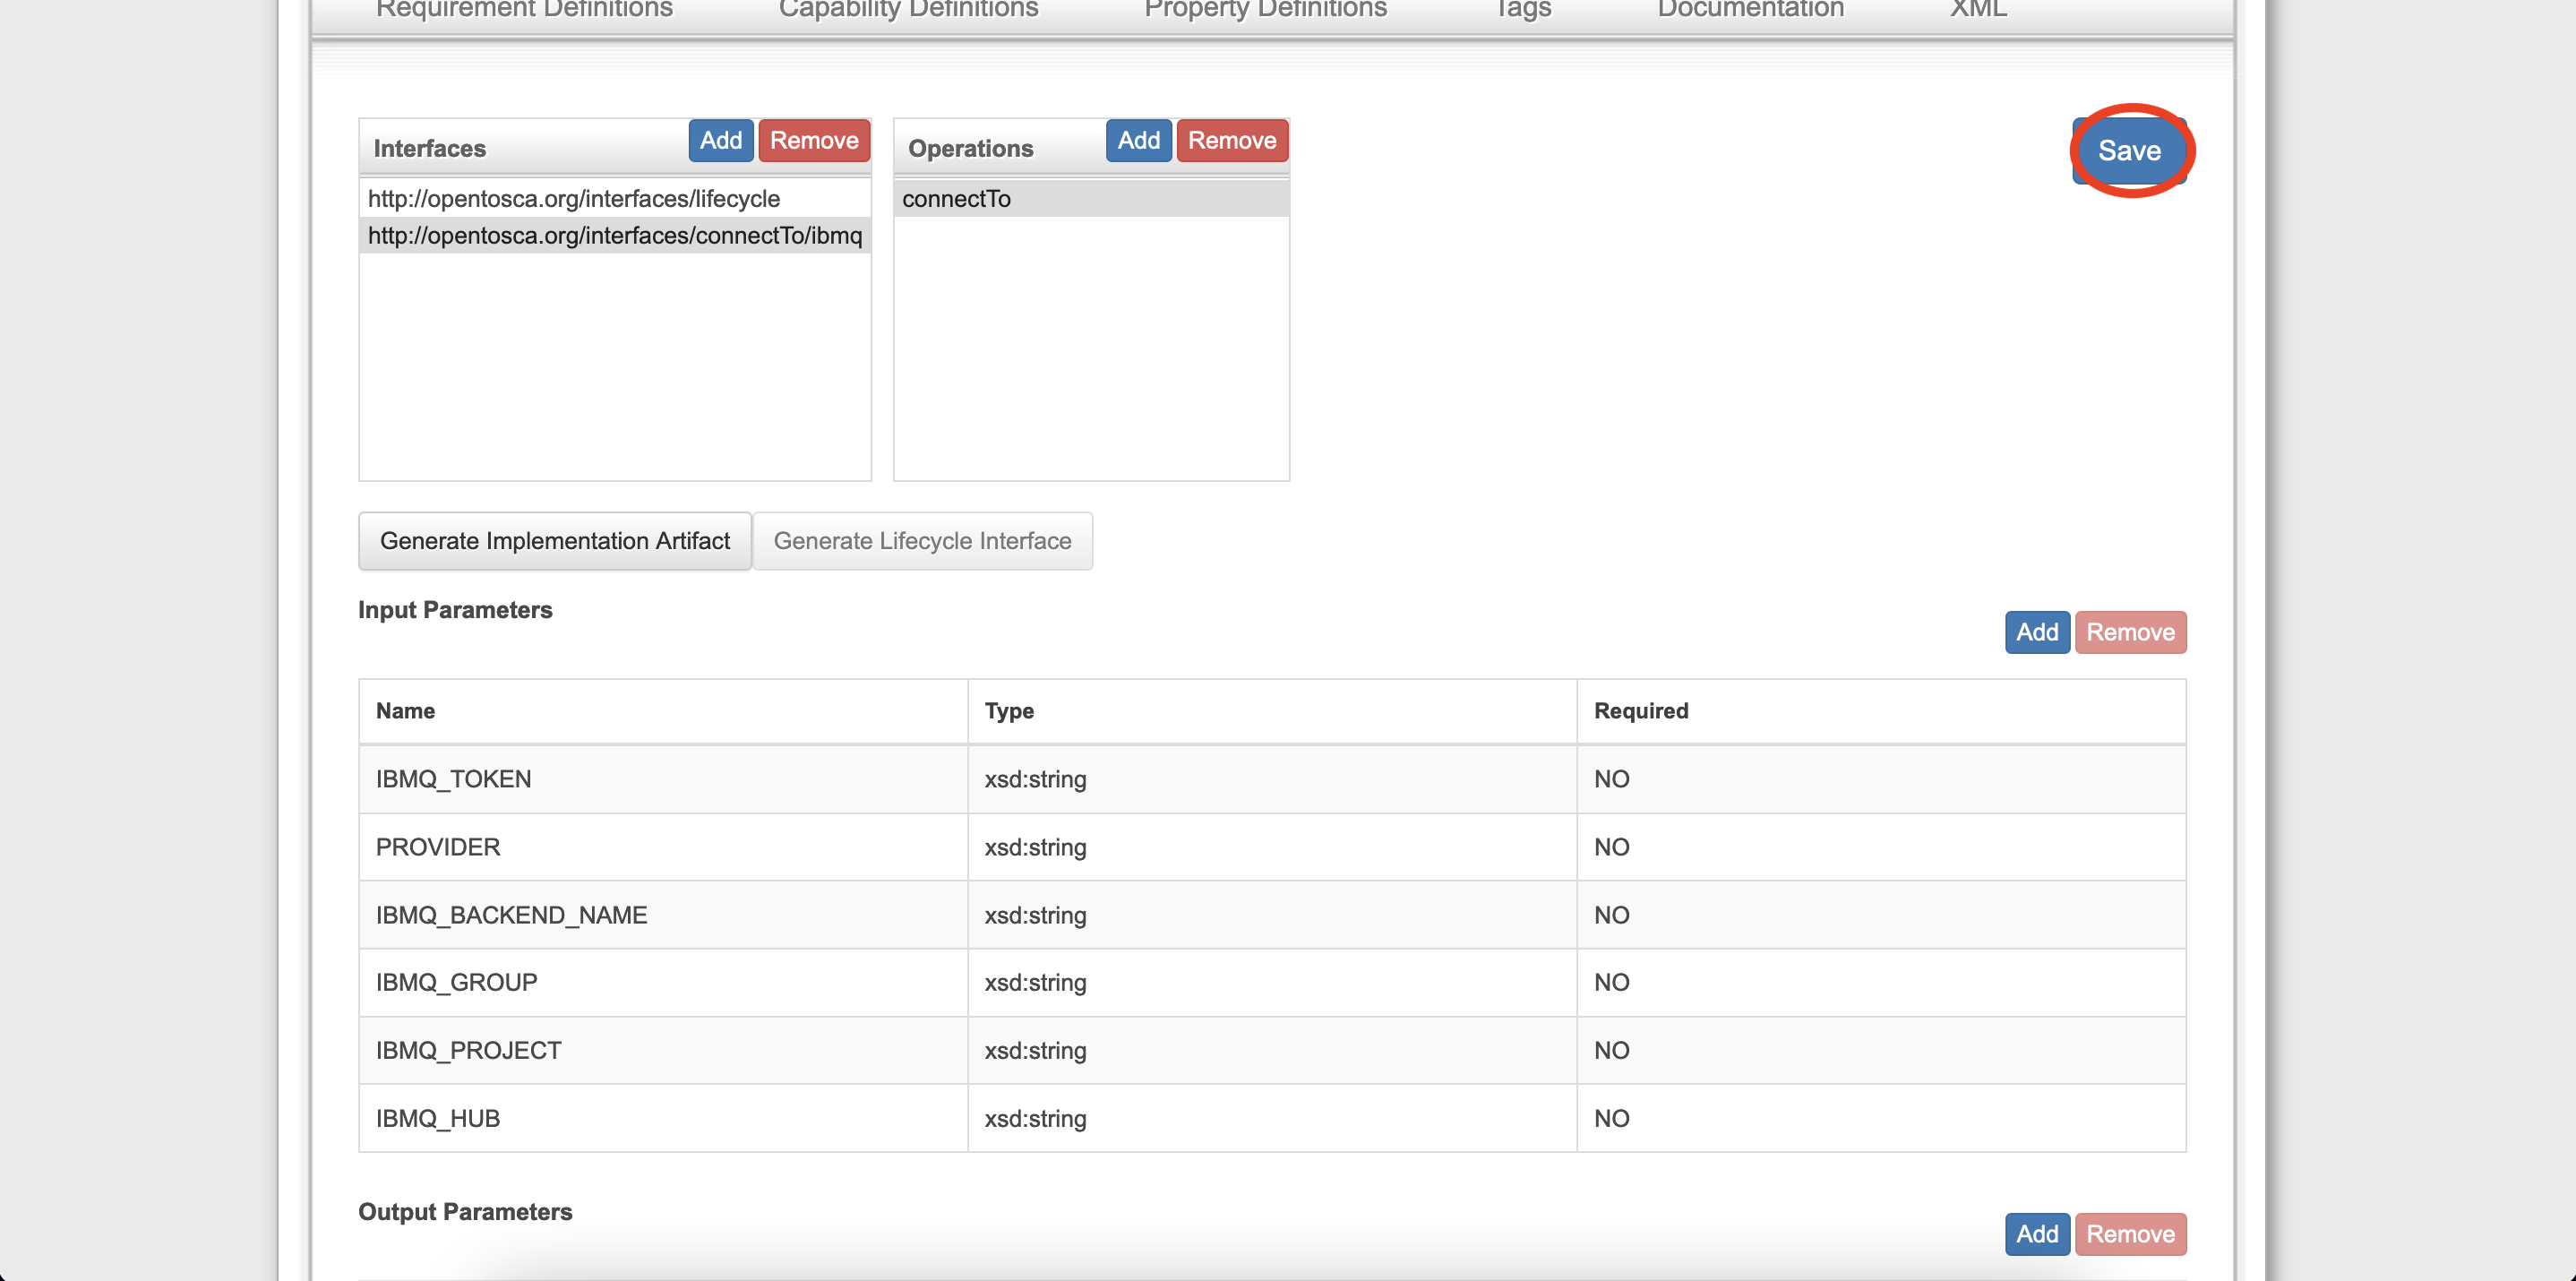 Requirement Definitions Capability Definitions Property Definitions Tags Documentation XML
Interfaces Add Remove Operations Add Remove Save
http://opentosca.org/interfaces/lifecycle connectTo
http://opentosca.org/interfaces/connectTo/ibmq
Generate Implementation Artifact Generate Lifecycle Interface
Input Parameters
Add Remove
Name Type Required
IBMQ_TOKEN xsd:string NO
PROVIDER xsd:string NO
IBMQ_BACKEND_NAME xsd:string NO
IBMQ_GROUP xsd:string NO
IBMQ_PROJECT xsd:string NO
IBMQ_HUB xsd:string NO
Output Parameters
Add Remove